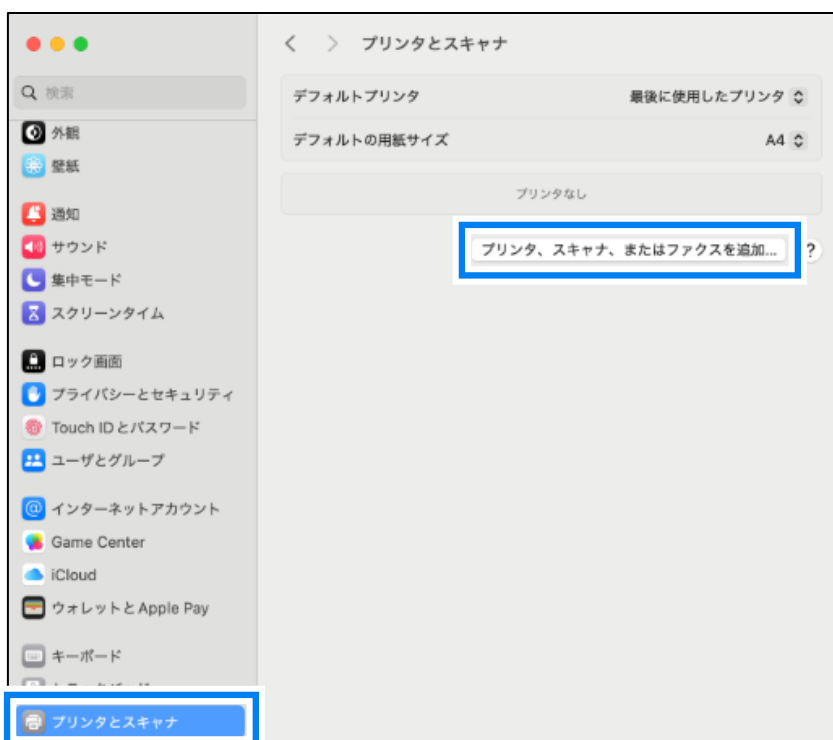 プリンタとスキャナ
検索
デフォルトプリンタ 最後に使用したプリンタ
デフォルトの用紙サイズ A4
プリンタなし
プリンタ、スキャナ、またはファクスを追加...
?
外観
壁紙
通知
サウンド
集中モード
スクリーンタイム
ロック画面
プライバシーとセキュリティ
Touch IDとパスワード
ユーザとグループ
インターネットアカウント
Game Center
iCloud
ウォレットとApple Pay
キーボード
プリンタとスキャナ